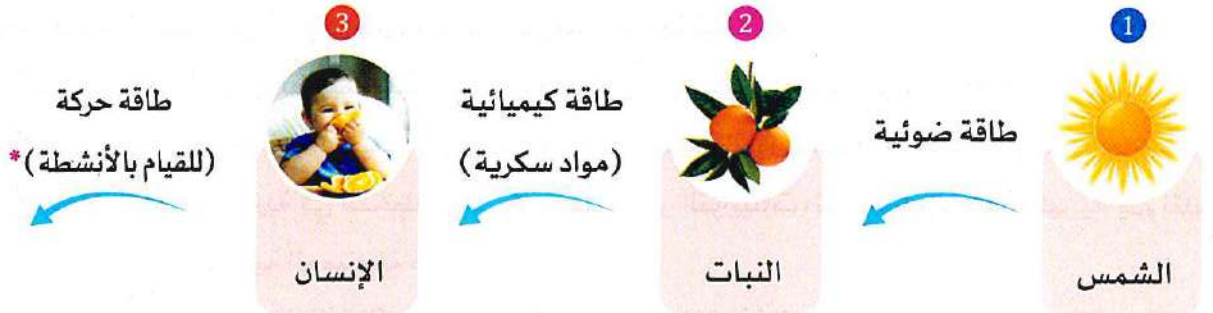 1
2
3
طاقة ضوئية
طاقة كيميائية
(مواد سكرية)
طاقة حركة
(للقيام بالأنشطة)*
الشمس
النبات
الإنسان